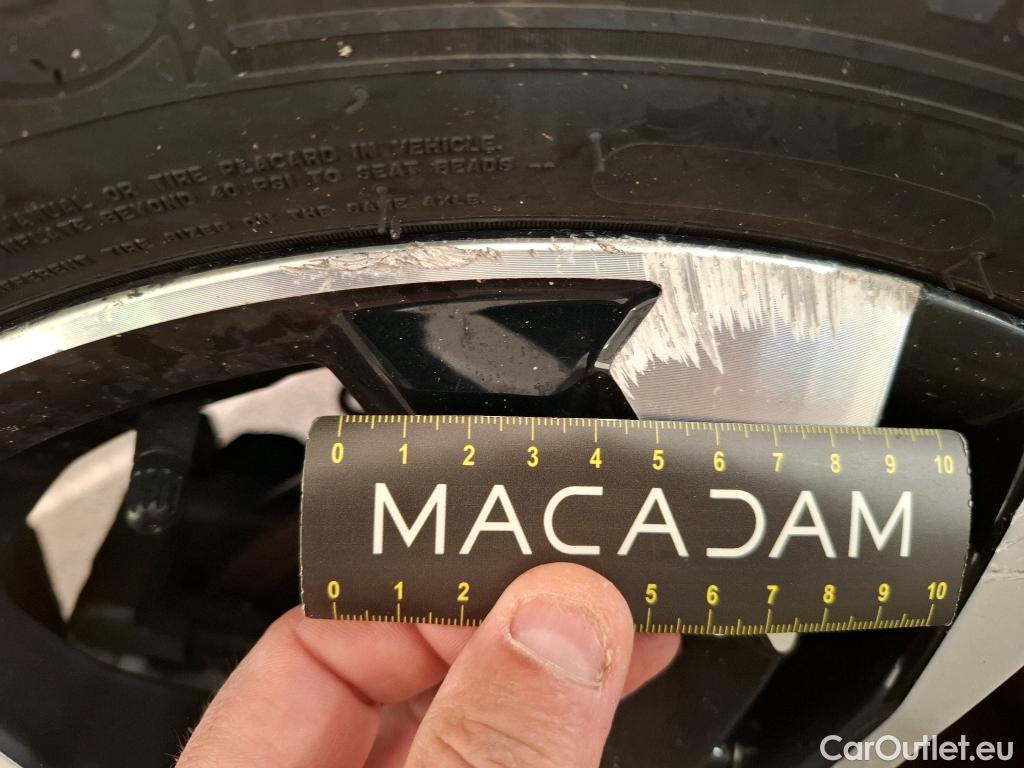 MANUAL OR TIRE PLACARD IN VEHICLE.
INFLATE BEYOND 40 PSI TO SEAT BEADS --
DIFFERENT TIRE SIZES ON THE SAME AXLE.
0 1 2 3 4 5 6 7 8 9 10
MACADAM
0 1 2 5 6 7 8 9 10
CarOutlet.eu